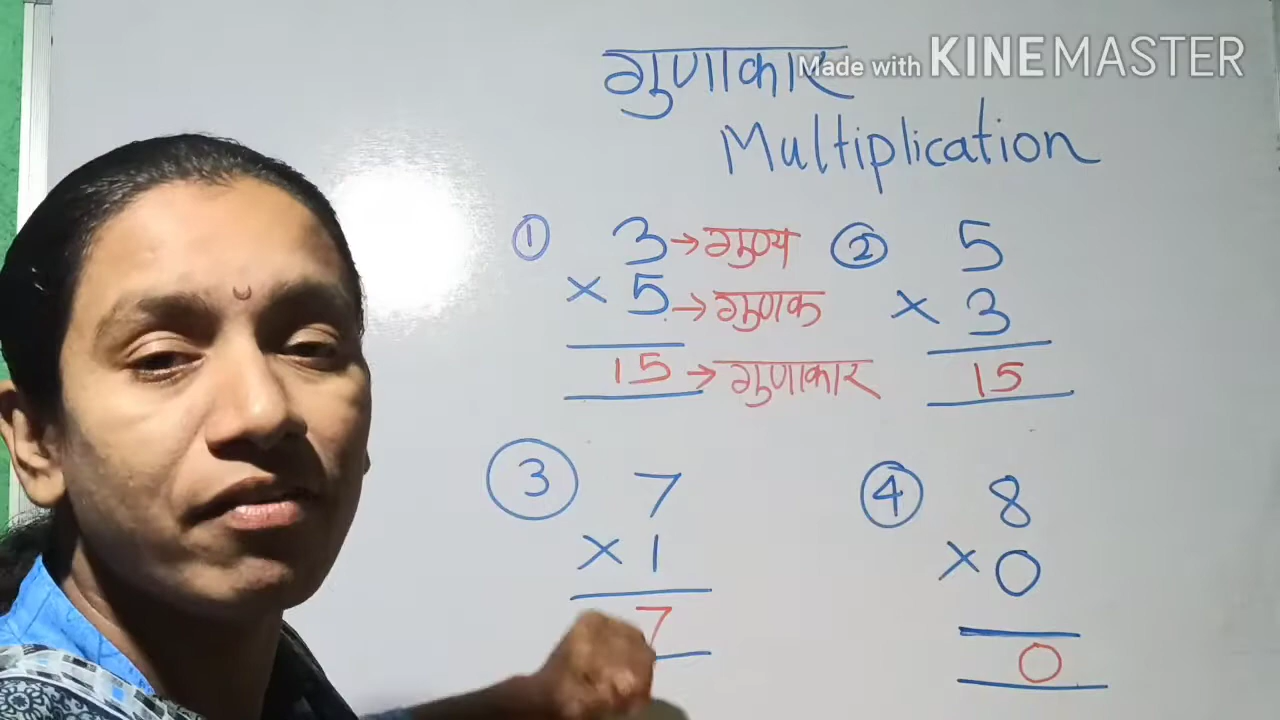 गुणाकार
Made with KINEMASTER
Multiplication
① 3 → गुण्य
× 5 → गुणक
15 → गुणाकार
② 5
× 3
15
③ 7
× 1
7
④ 8
× 0
0